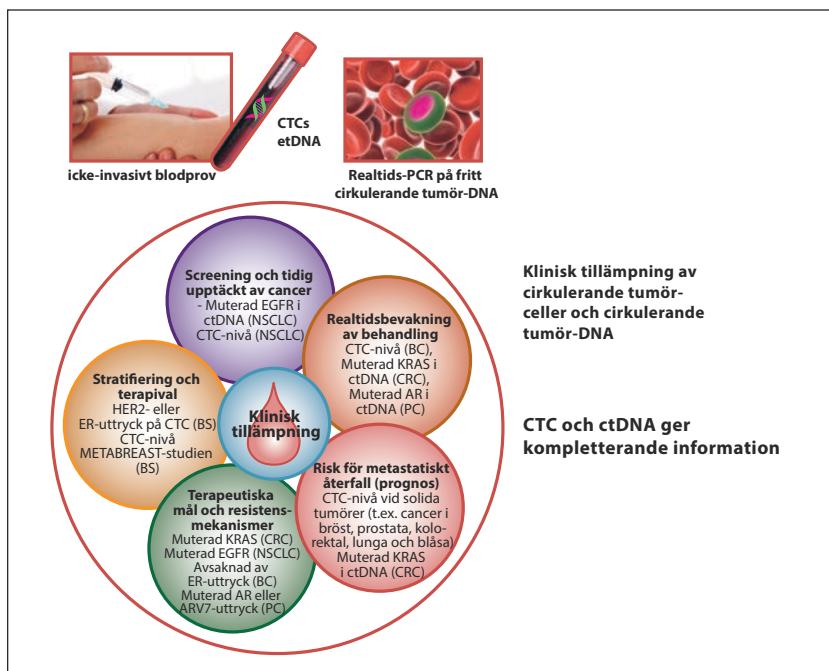 CTCs
etDNA
icke-invasivt blodprov
Realtids-PCR på fritt
cirkulerande tumör-DNA
Screening och tidig
upptäckt av cancer
- Muterad EGFR i
ctDNA (NSCLC)
CTC-nivå (NSCLC)
Realtidsbevakning
av behandling
CTC-nivå (BC),
Muterad KRAS i
ctDNA (CRC),
Muterad AR i
ctDNA (PC)
Stratifiering och
terapival
HER2- eller
ER-uttryck på CTC (BS)
CTC-nivå
METABREAST-studien
(BS)
Klinisk
tillämpning
Risk för metastatiskt
återfall (prognos)
CTC-nivå vid solida
tumörer (t.ex. cancer i
bröst, prostata, kolo-
rektal, lunga och blåsa)
Muterad KRAS
i ctDNA (CRC)
Terapeutiska
mål och resistens-
mekanismer
Muterad KRAS (CRC)
Muterad EGFR (NSCLC)
Avsaknad av
ER-uttryck (BC)
Muterad AR eller
ARV7-uttryck (PC)
Klinisk tillämpning av
cirkulerande tumör-
celler och cirkulerande
tumör-DNA
CTC och ctDNA ger
kompletterande information